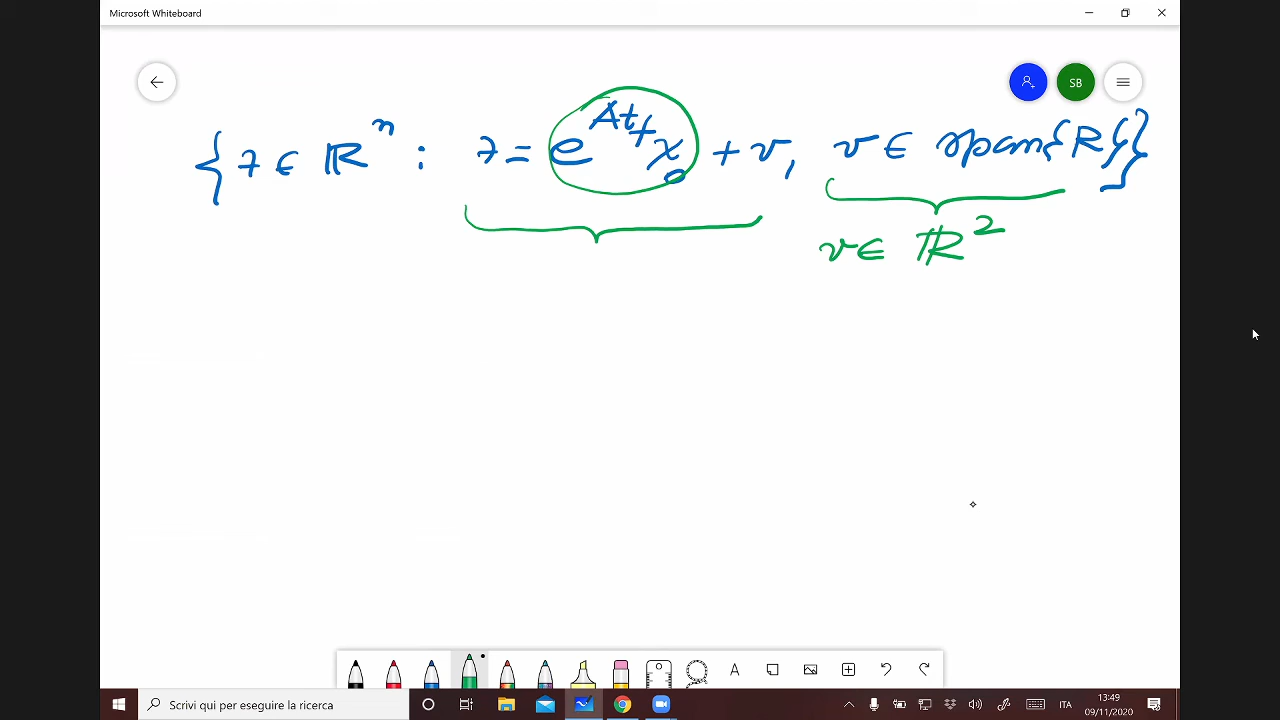 Microsoft Whiteboard
SB
{z ∈ ℝⁿ : z = e^{At_f} x₀ + v, v ∈ span{R}}
v ∈ ℝ²
A
Scrivi qui per eseguire la ricerca
ITA
13:49
09/11/2020